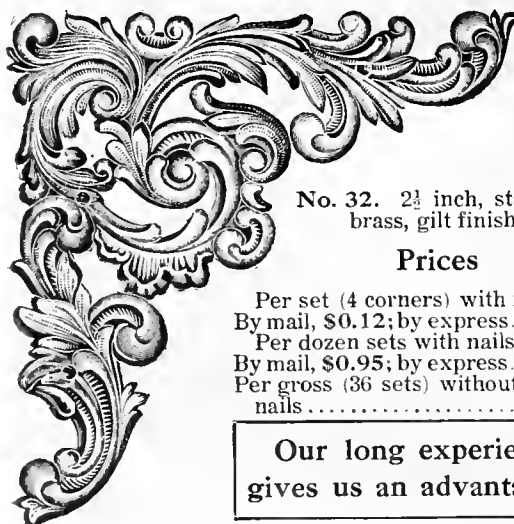 No. 32. 2½ inch, st
brass, gilt finish
Prices
Per set (4 corners) with
By mail, $0.12; by express.
Per dozen sets with nails
By mail, $0.95; by express.
Per gross (36 sets) without
nails ....................
Our long experie
gives us an advant